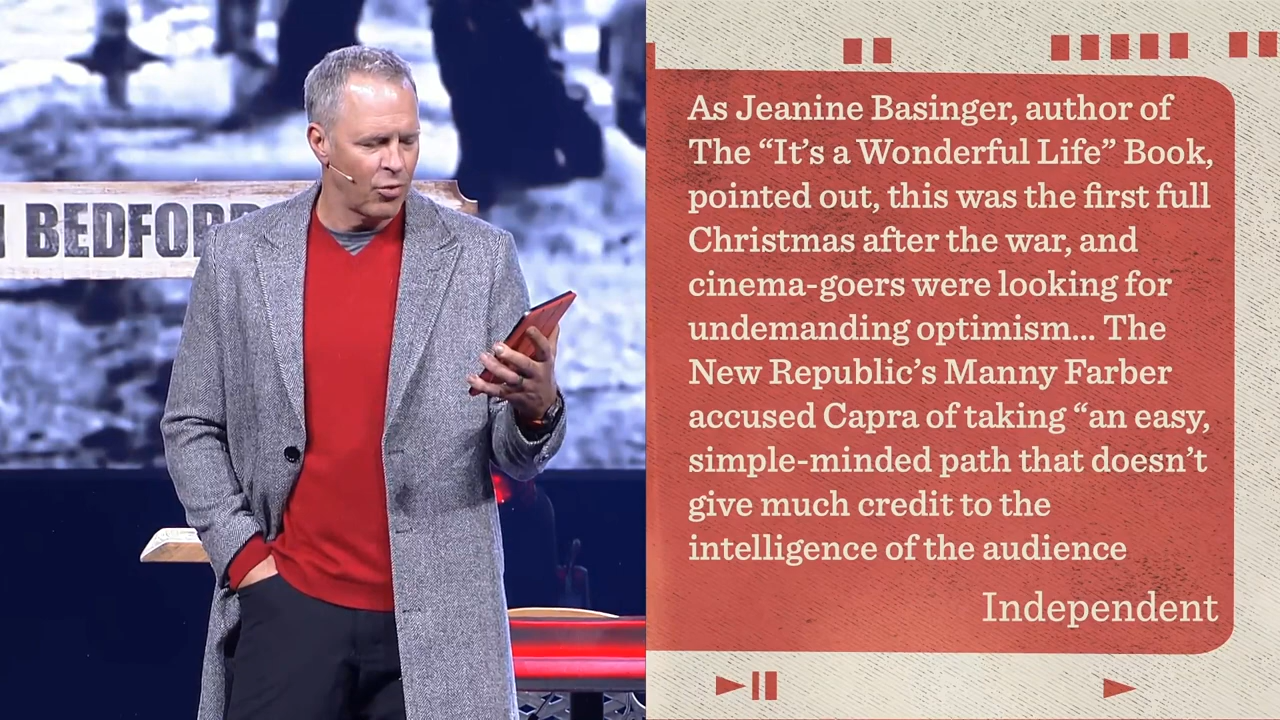 BEDFOR
As Jeanine Basinger, author of
The “It’s a Wonderful Life” Book,
pointed out, this was the first full
Christmas after the war, and
cinema-goers were looking for
undemanding optimism... The
New Republic’s Manny Farber
accused Capra of taking “an easy,
simple-minded path that doesn’t
give much credit to the
intelligence of the audience
Independent